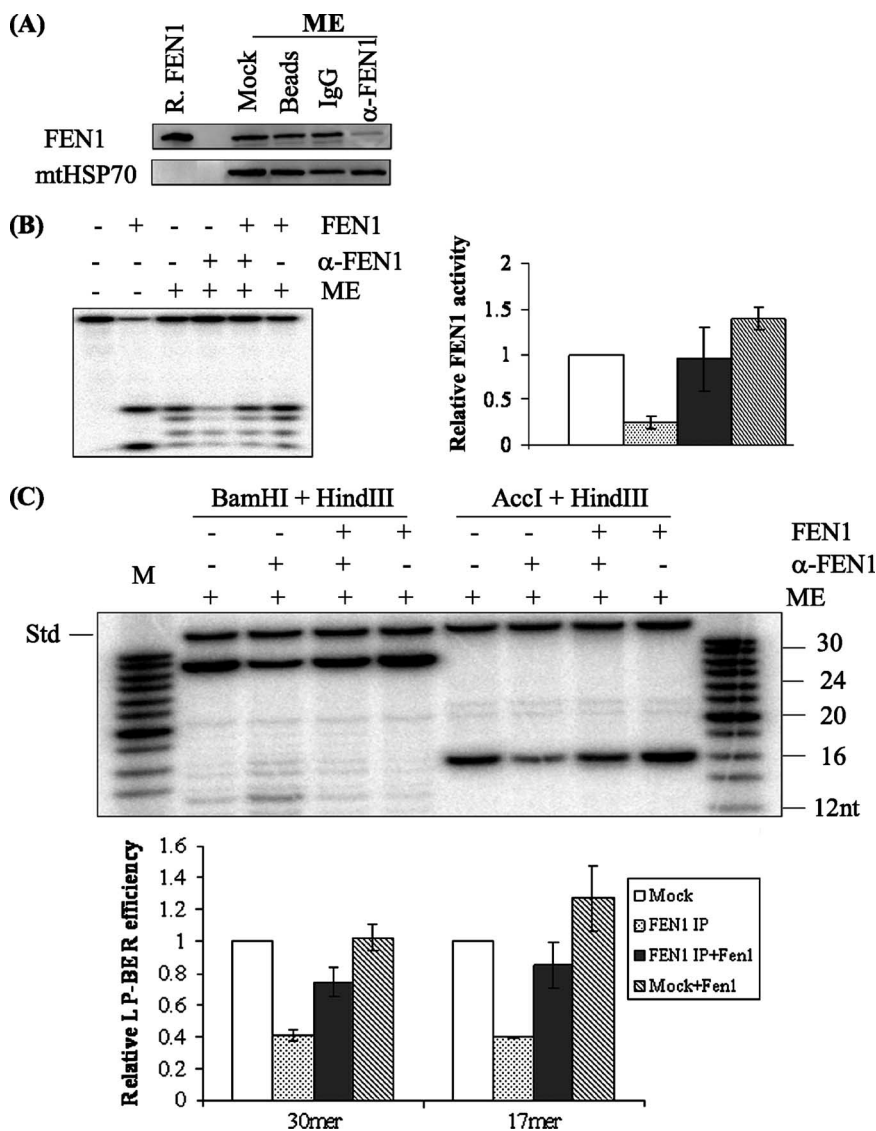 (A)
ME
R. FEN1
Mock
Beads
IgG
α-FEN1
FEN1
mtHSP70
(B)
- + - - + + FEN1
- - - + + - α-FEN1
- - + + + + ME
Relative FEN1 activity
2
1.5
1
0.5
0
(C)
BamHI + HindIII AccI + HindIII
- - + + - - + + FEN1
M - + + - - + + - α-FEN1
+ + + + + + + + ME
Std
30
24
20
16
12nt
Relative LP-BER efficiency
1.6
1.4
1.2
1
0.8
0.6
0.4
0.2
0
30mer 17mer
Mock
FEN1 IP
FEN1 IP+Fen1
Mock+Fen1